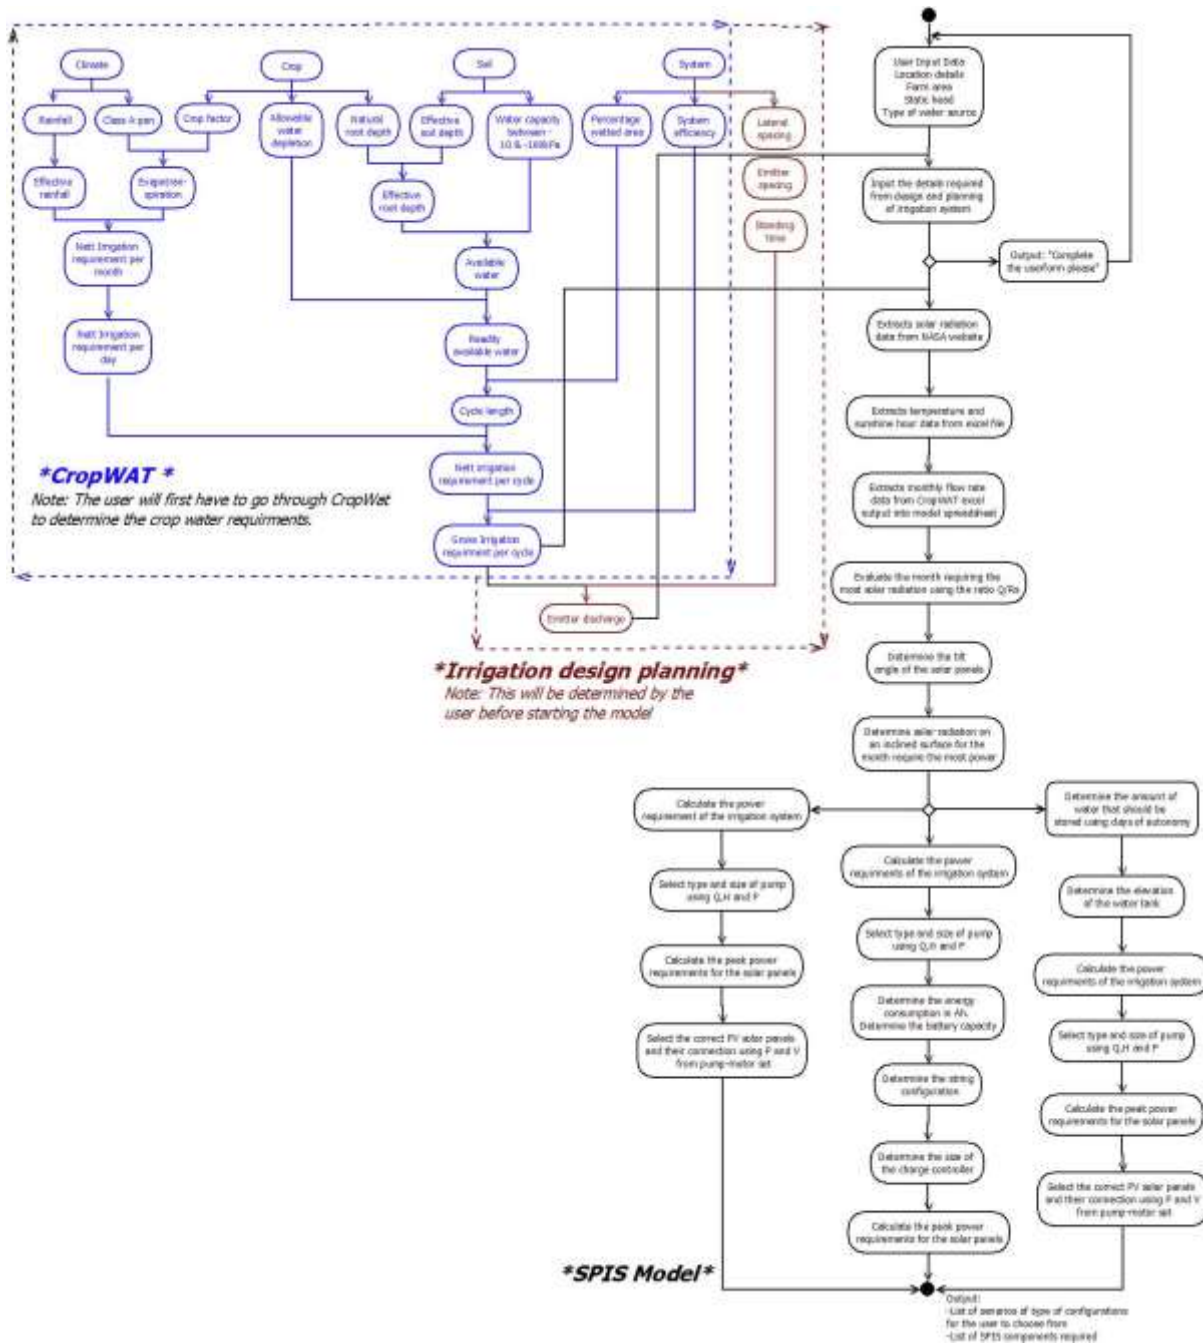 Climate
Crop
Soil
System
Rainfall
Class A pan
Crop factor
Allowable
water
depletion
Natural
root depth
Effective
soil depth
Water capacity
between -
10 & -100kPa
Percentage
wetted area
System
efficiency
Lateral
spacing
Effective
rainfall
Evapotran-
spiration
Effective
root depth
Emitter
spacing
Standing
time
Nett Irrigation
requirement per
month
Available
water
Nett Irrigation
requirement per
day
Readily
available water
Cycle length
Nett Irrigation
requirement per cycle
Gross Irrigation
requirment per cycle
Emitter discharge
*CropWAT *
Note: The user will first have to go through CropWat
to determine the crop water requirments.
*Irrigation design planning*
Note: This will be determined by the
user before starting the model
User Input Data
Location details
Farm area
Static head
Type of water source
Input the details required
from design and planning
of irrigation system
Output: "Complete
the userform please"
Extracts solar radiation
data from NASA website
Extracts temperature and
sunshine hour data from excel file
Extracts monthly flow rate
data from CropWAT excel
output into model spreadsheet
Evaluate the month requiring the
most solar radiation using the ratio Q/Rs
Determine the tilt
angle of the solar panels
Determine solar radiation on
an inclined surface for the
month require the most power
Calculate the power
requirement of the irrigation system
Select type and size of pump
using Q,H and P
Calculate the peak power
requirements for the solar panels
Select the correct PV solar panels
and their connection using P and V
from pump-motor set
Calculate the power
requirments of the irrigation system
Select type and size of pump
using Q,H and P
Determine the energy
consumption in Ah.
Determine the battery capacity
Determine the string
configuration
Determine the size of
the charge controller
Calculate the peak power
requirements for the solar panels
Determine the amount of
water that should be
stored using days of autonomy
Determine the elevation
of the water tank
Calculate the power
requirments of the irrigation system
Select type and size of pump
using Q,H and P
Calculate the peak power
requirements for the solar panels
Select the correct PV solar panels
and their connection using P and V
from pump-motor set
*SPIS Model*
Output:
-List of of type of configurations
for the user to choose from
-List of SPIS components required